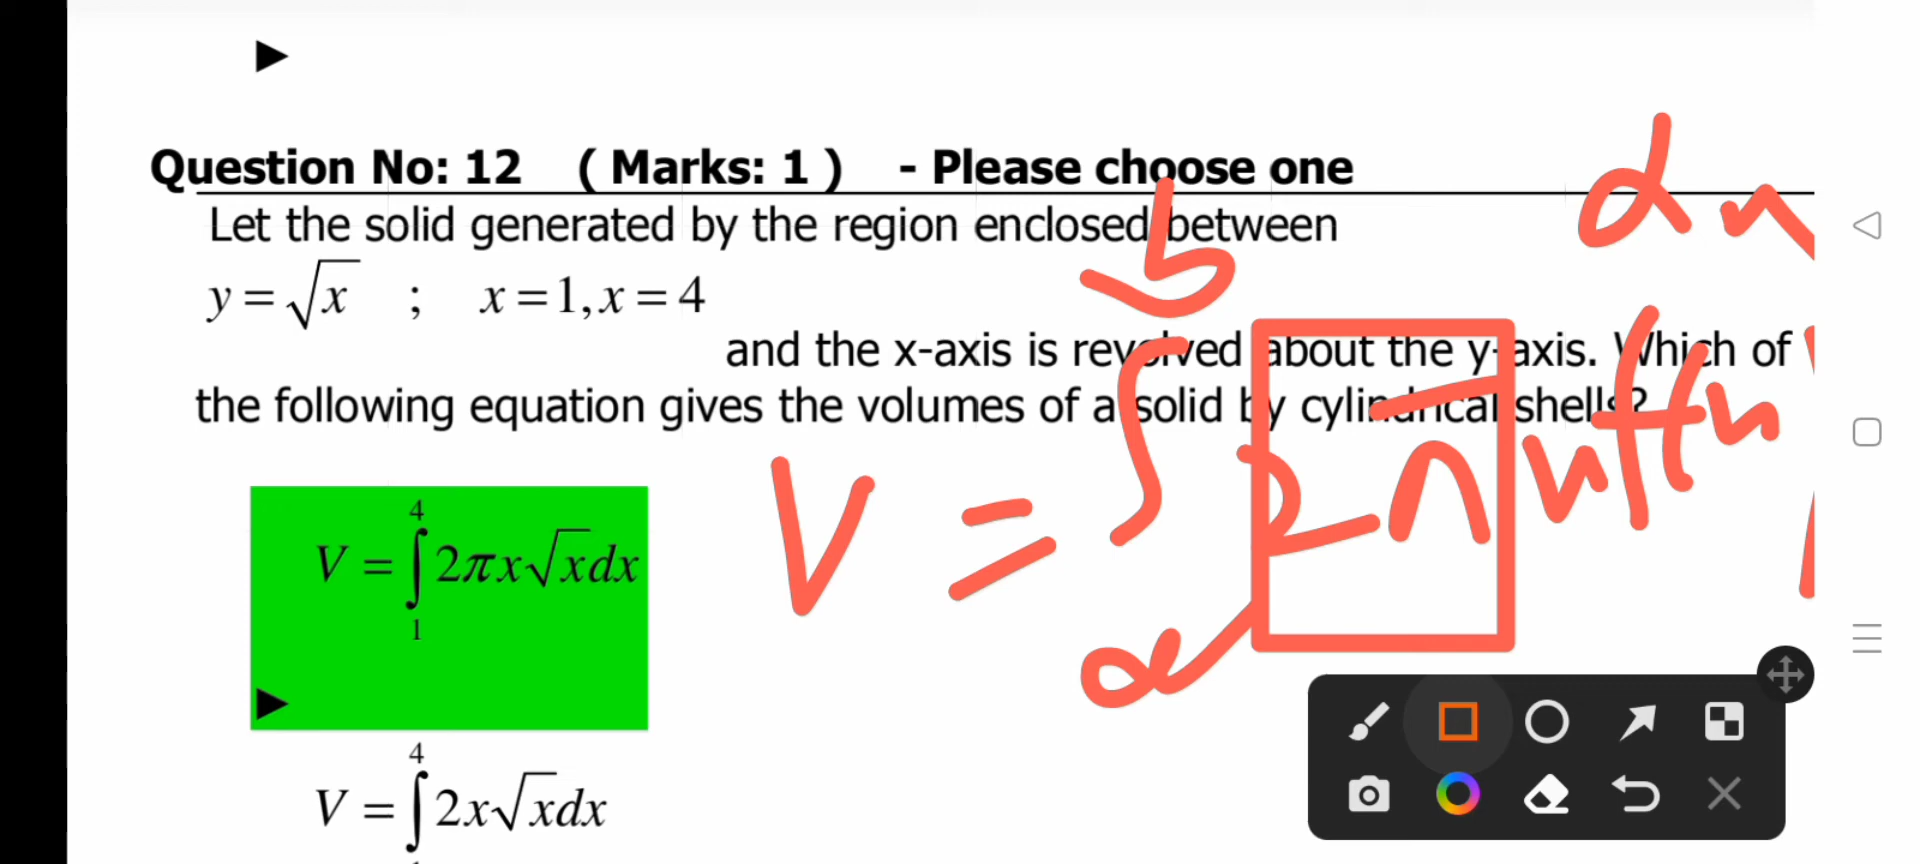 Question No: 12 ( Marks: 1 ) - Please choose one
Let the solid generated by the region enclosed between
y = √x ; x = 1, x = 4
and the x-axis is revolved about the y-axis. Which of
the following equation gives the volumes of a solid by cylindrical shells?
V = ∫₁⁴ 2πx√x dx
V = ∫⁴ 2x√x dx
b
V = ∫ 2π
a